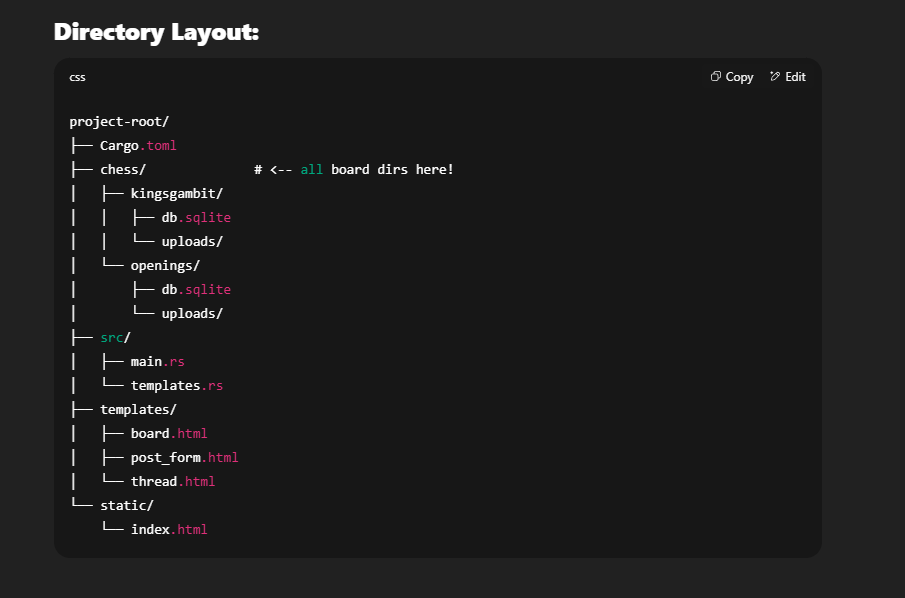 Directory Layout:
css Copy Edit
project-root/
├── Cargo.toml
├── chess/              # <-- all board dirs here!
│   ├── kingsgambit/
│   │   ├── db.sqlite
│   │   └── uploads/
│   └── openings/
│       ├── db.sqlite
│       └── uploads/
├── src/
│   ├── main.rs
│   └── templates.rs
├── templates/
│   ├── board.html
│   ├── post_form.html
│   └── thread.html
└── static/
    └── index.html